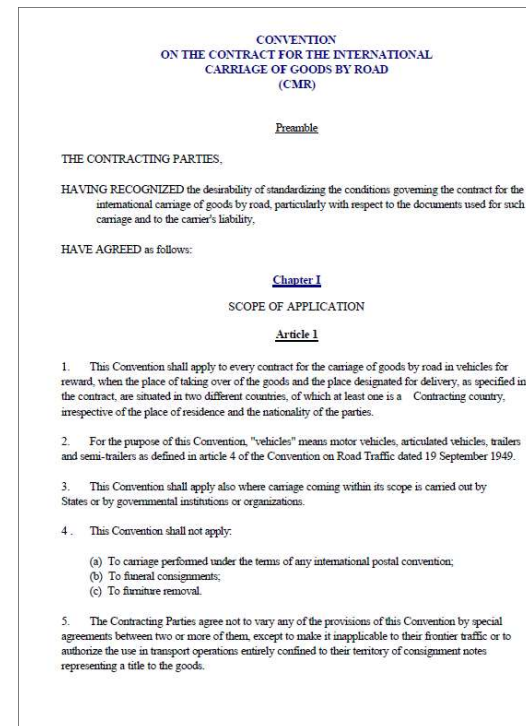 CONVENTION
ON THE CONTRACT FOR THE INTERNATIONAL
CARRIAGE OF GOODS BY ROAD
(CMR)
Preamble
THE CONTRACTING PARTIES,
HAVING RECOGNIZED the desirability of standardizing the conditions governing the contract for the
international carriage of goods by road, particularly with respect to the documents used for such
carriage and to the carrier's liability,
HAVE AGREED as follows:
Chapter I
SCOPE OF APPLICATION
Article 1
1. This Convention shall apply to every contract for the carriage of goods by road in vehicles for
reward, when the place of taking over of the goods and the place designated for delivery, as specified in
the contract, are situated in two different countries, of which at least one is a Contracting country,
irrespective of the place of residence and the nationality of the parties.
2. For the purpose of this Convention, "vehicles" means motor vehicles, articulated vehicles, trailers
and semi-trailers as defined in article 4 of the Convention on Road Traffic dated 19 September 1949.
3. This Convention shall apply also where carriage coming within its scope is carried out by
States or by governmental institutions or organizations.
4 . This Convention shall not apply:
(a) To carriage performed under the terms of any international postal convention;
(b) To funeral consignments;
(c) To furniture removal.
5. The Contracting Parties agree not to vary any of the provisions of this Convention by special
agreements between two or more of them, except to make it inapplicable to their frontier traffic or to
authorize the use in transport operations entirely confined to their territory of consignment notes
representing a title to the goods.